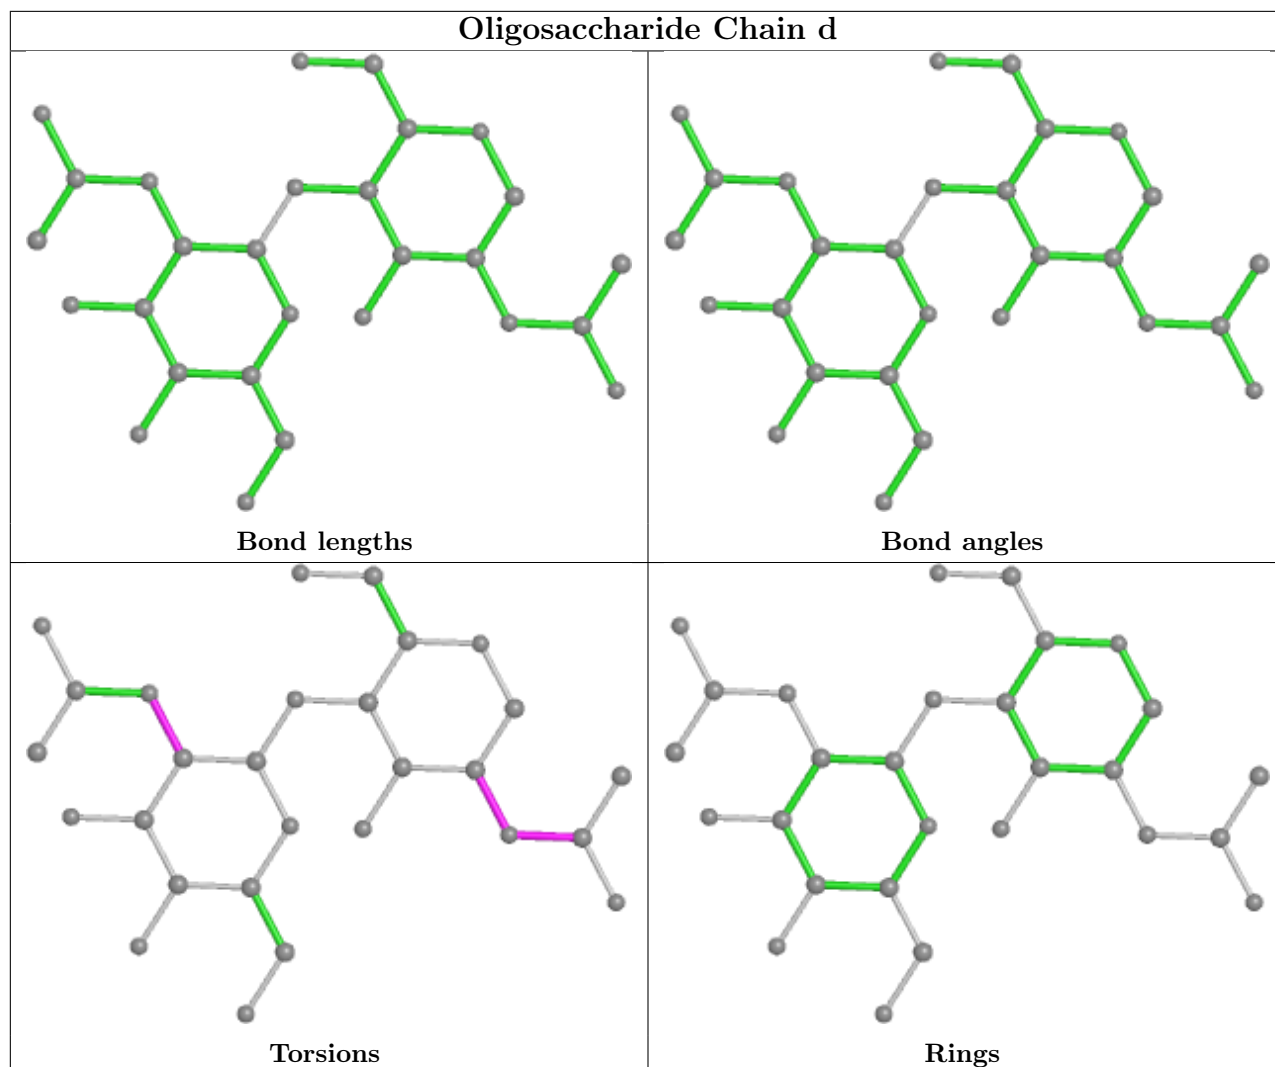 Oligosaccharide Chain d
Bond lengths
Bond angles
Torsions
Rings